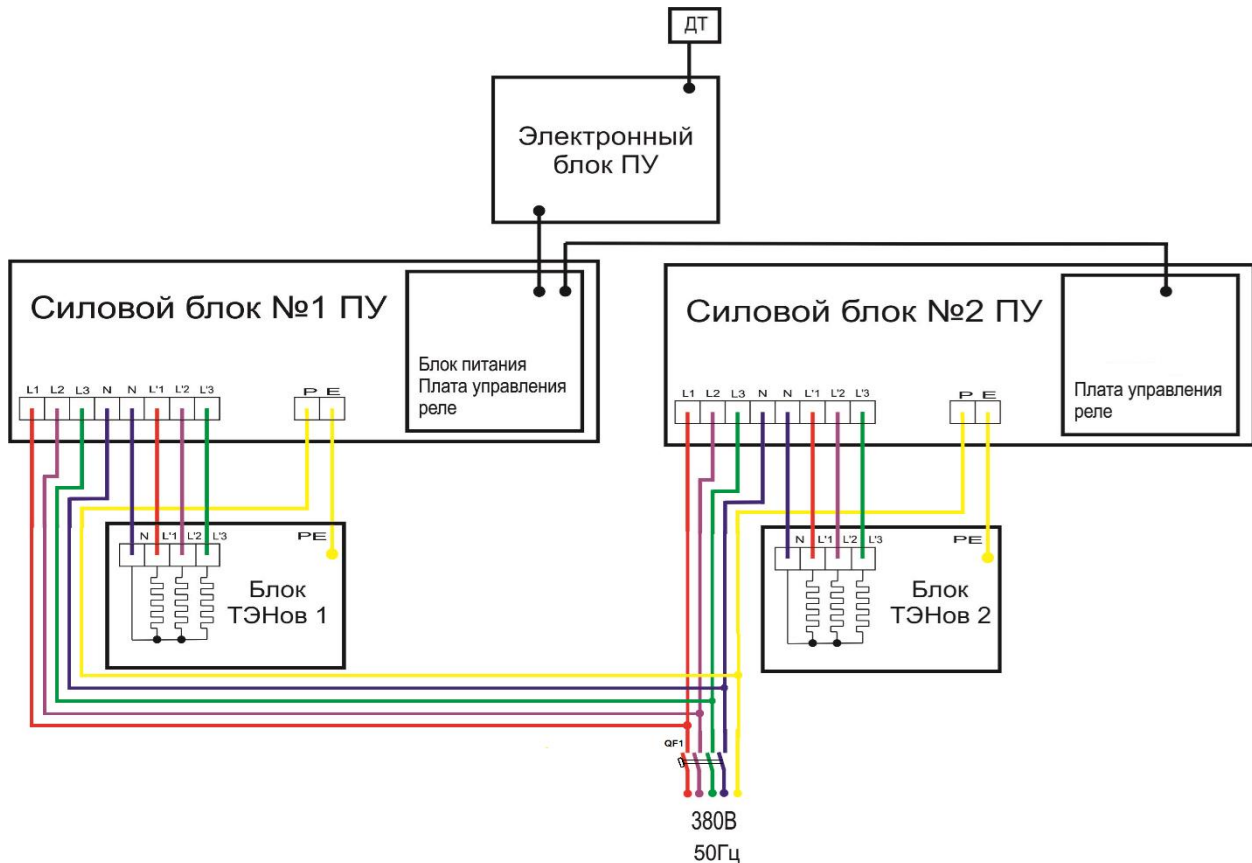 ДТ
Электронный
блок ПУ
Силовой блок №1 ПУ
Блок питания
Плата управления
реле
L1 L2 L3 N N L'1 L'2 L'3
P E
N L'1 L'2 L'3
PE
Блок
ТЭНов 1
Силовой блок №2 ПУ
Плата управления
реле
L1 L2 L3 N N L'1 L'2 L'3
P E
N L'1 L'2 L'3
PE
Блок
ТЭНов 2
QF1
380В
50Гц